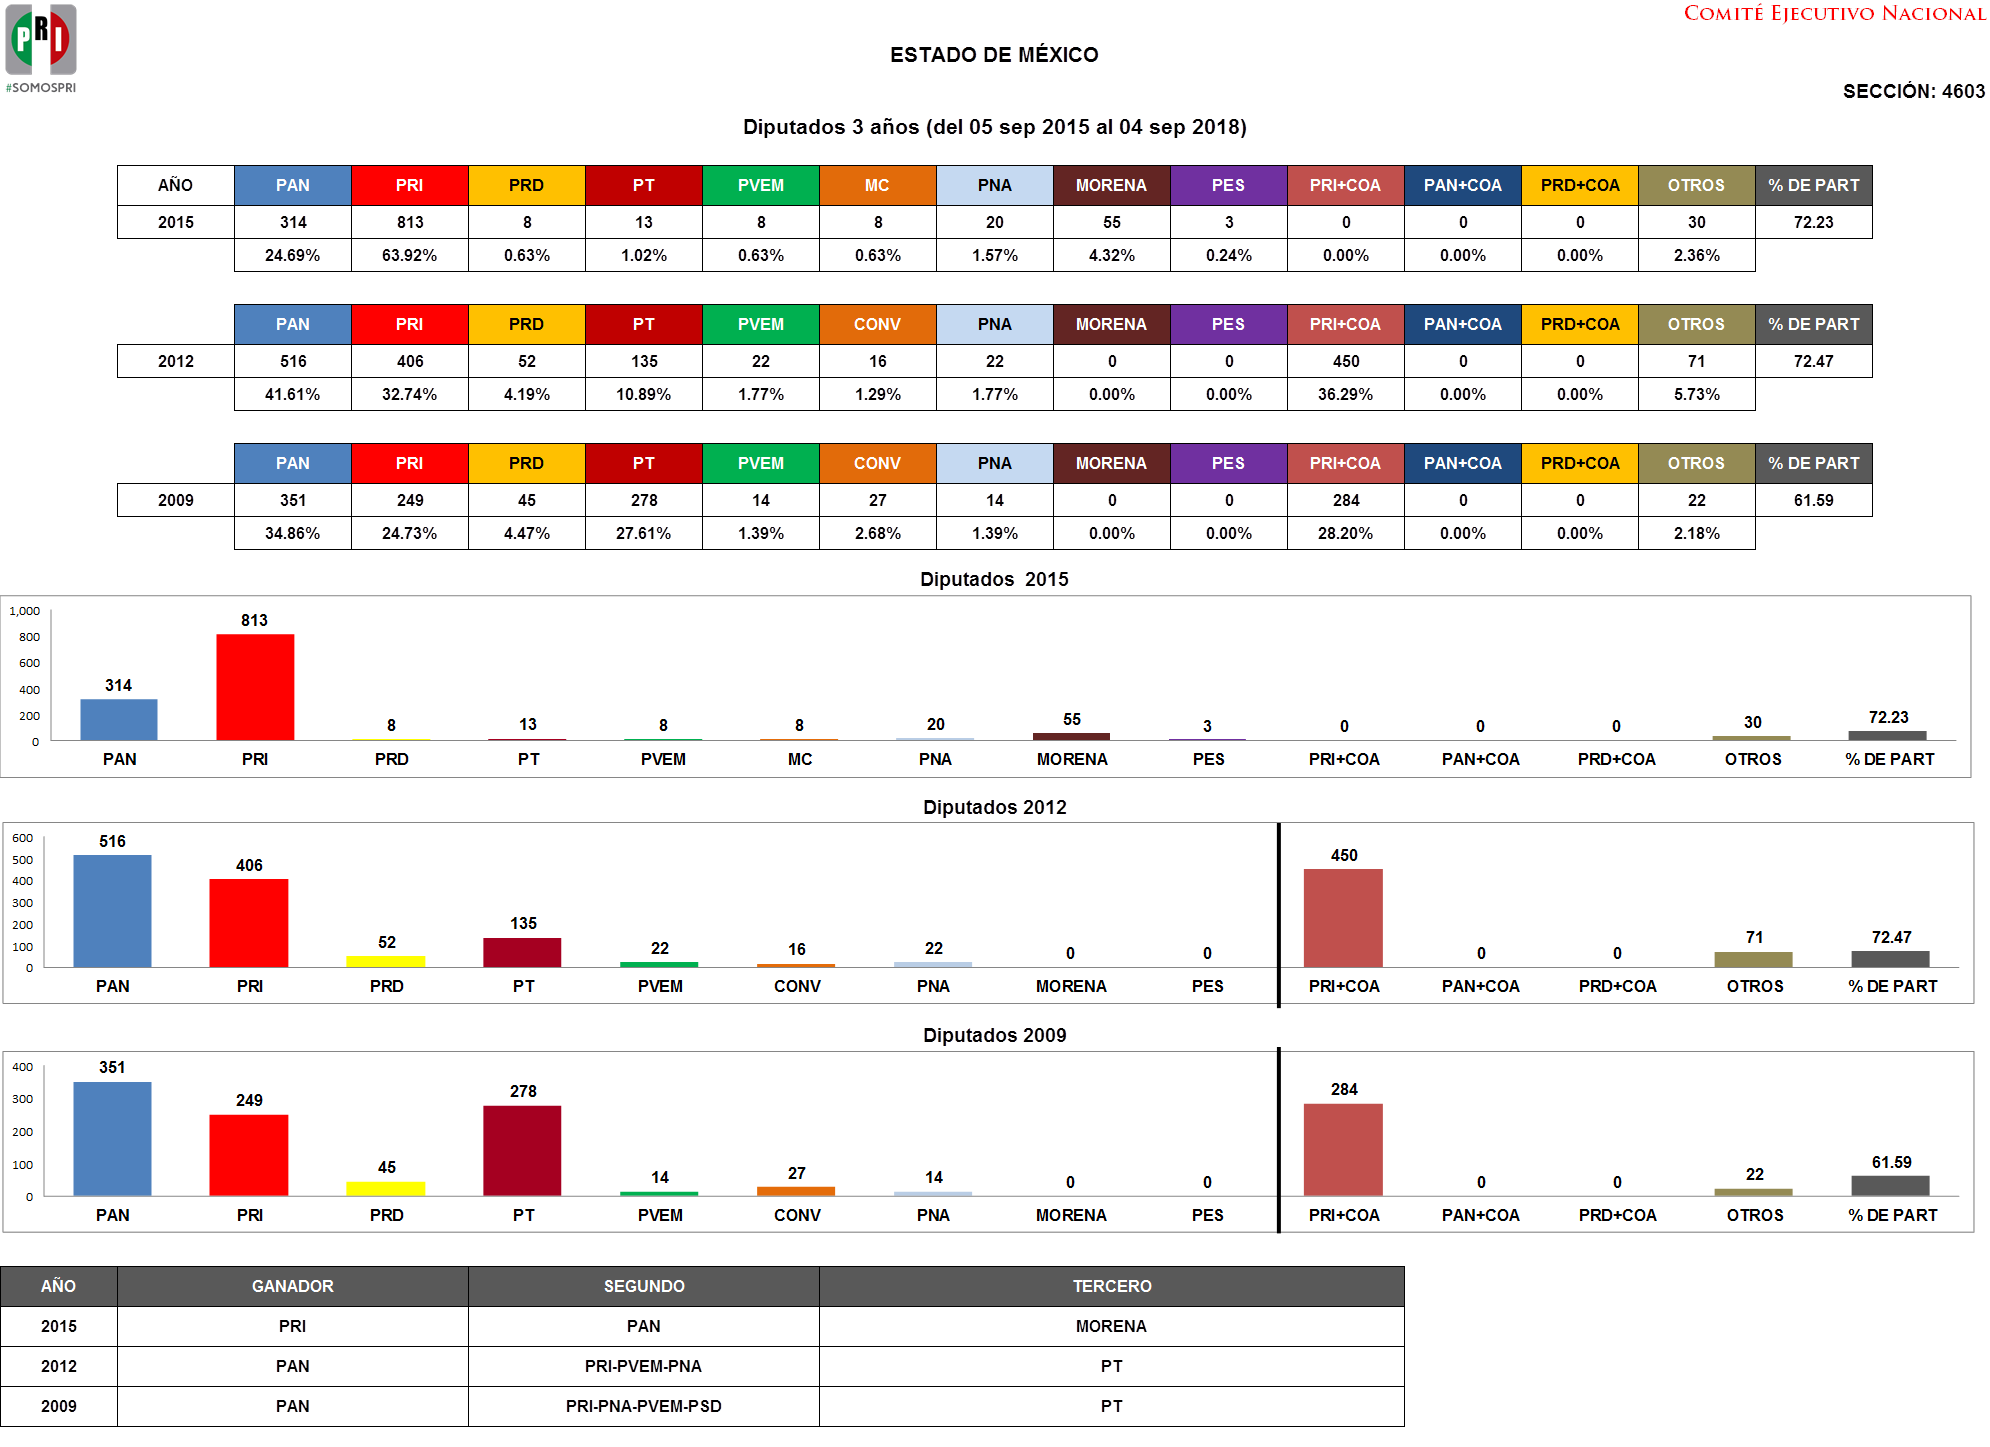 PRI
#SOMOSPRI
COMITÉ EJECUTIVO NACIONAL
ESTADO DE MÉXICO
SECCIÓN: 4603
Diputados 3 años (del 05 sep 2015 al 04 sep 2018)
AÑO PAN PRI PRD PT PVEM MC PNA MORENA PES PRI+COA PAN+COA PRD+COA OTROS % DE PART
2015 314 813 8 13 8 8 20 55 3 0 0 0 30 72.23
24.69% 63.92% 0.63% 1.02% 0.63% 0.63% 1.57% 4.32% 0.24% 0.00% 0.00% 0.00% 2.36%
PAN PRI PRD PT PVEM CONV PNA MORENA PES PRI+COA PAN+COA PRD+COA OTROS % DE PART
2012 516 406 52 135 22 16 22 0 0 450 0 0 71 72.47
41.61% 32.74% 4.19% 10.89% 1.77% 1.29% 1.77% 0.00% 0.00% 36.29% 0.00% 0.00% 5.73%
PAN PRI PRD PT PVEM CONV PNA MORENA PES PRI+COA PAN+COA PRD+COA OTROS % DE PART
2009 351 249 45 278 14 27 14 0 0 284 0 0 22 61.59
34.86% 24.73% 4.47% 27.61% 1.39% 2.68% 1.39% 0.00% 0.00% 28.20% 0.00% 0.00% 2.18%
Diputados 2015
1,000
800
600
400
200
0
314 813 8 13 8 8 20 55 3 0 0 0 30 72.23
PAN PRI PRD PT PVEM MC PNA MORENA PES PRI+COA PAN+COA PRD+COA OTROS % DE PART
Diputados 2012
600
500
400
300
200
100
0
516 406 52 135 22 16 22 0 0 450 0 0 71 72.47
PAN PRI PRD PT PVEM CONV PNA MORENA PES PRI+COA PAN+COA PRD+COA OTROS % DE PART
Diputados 2009
400
300
200
100
0
351 249 45 278 14 27 14 0 0 284 0 0 22 61.59
PAN PRI PRD PT PVEM CONV PNA MORENA PES PRI+COA PAN+COA PRD+COA OTROS % DE PART
AÑO GANADOR SEGUNDO TERCERO
2015 PRI PAN MORENA
2012 PAN PRI-PVEM-PNA PT
2009 PAN PRI-PNA-PVEM-PSD PT